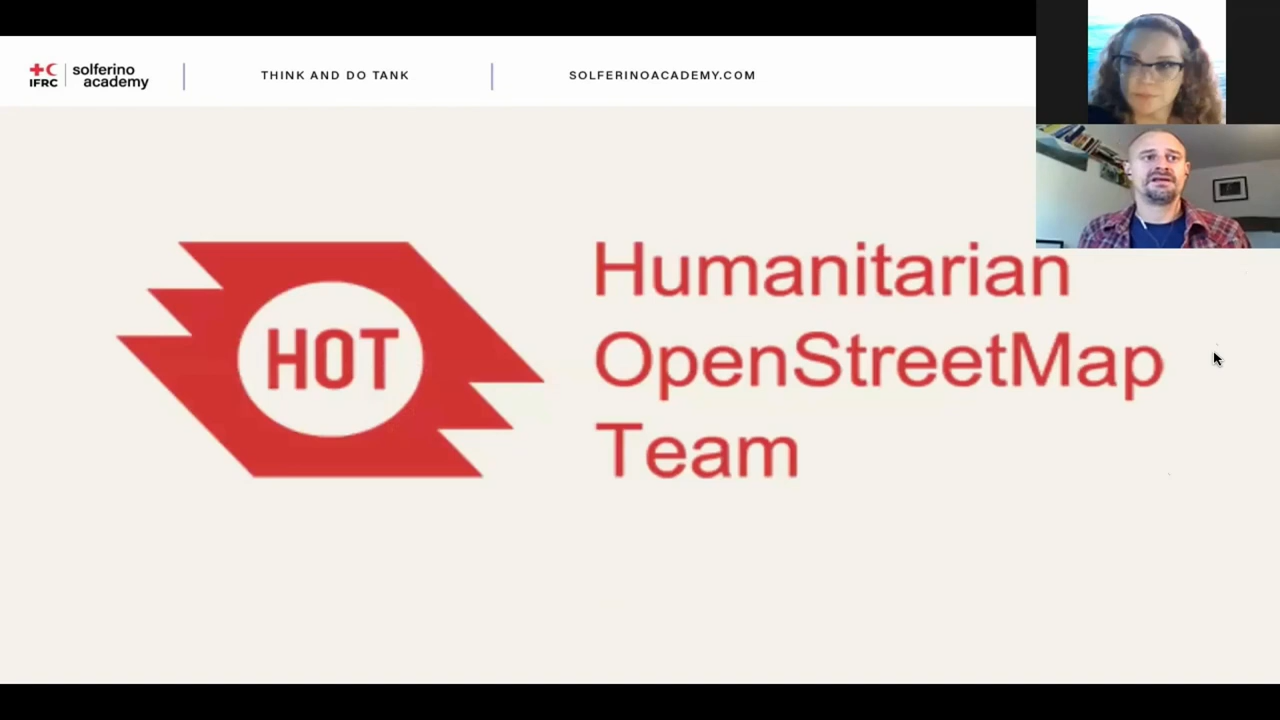 IFRC
solferino
academy
THINK AND DO TANK
SOLFERINOACADEMY.COM
HOT
Humanitarian
OpenStreetMap
Team